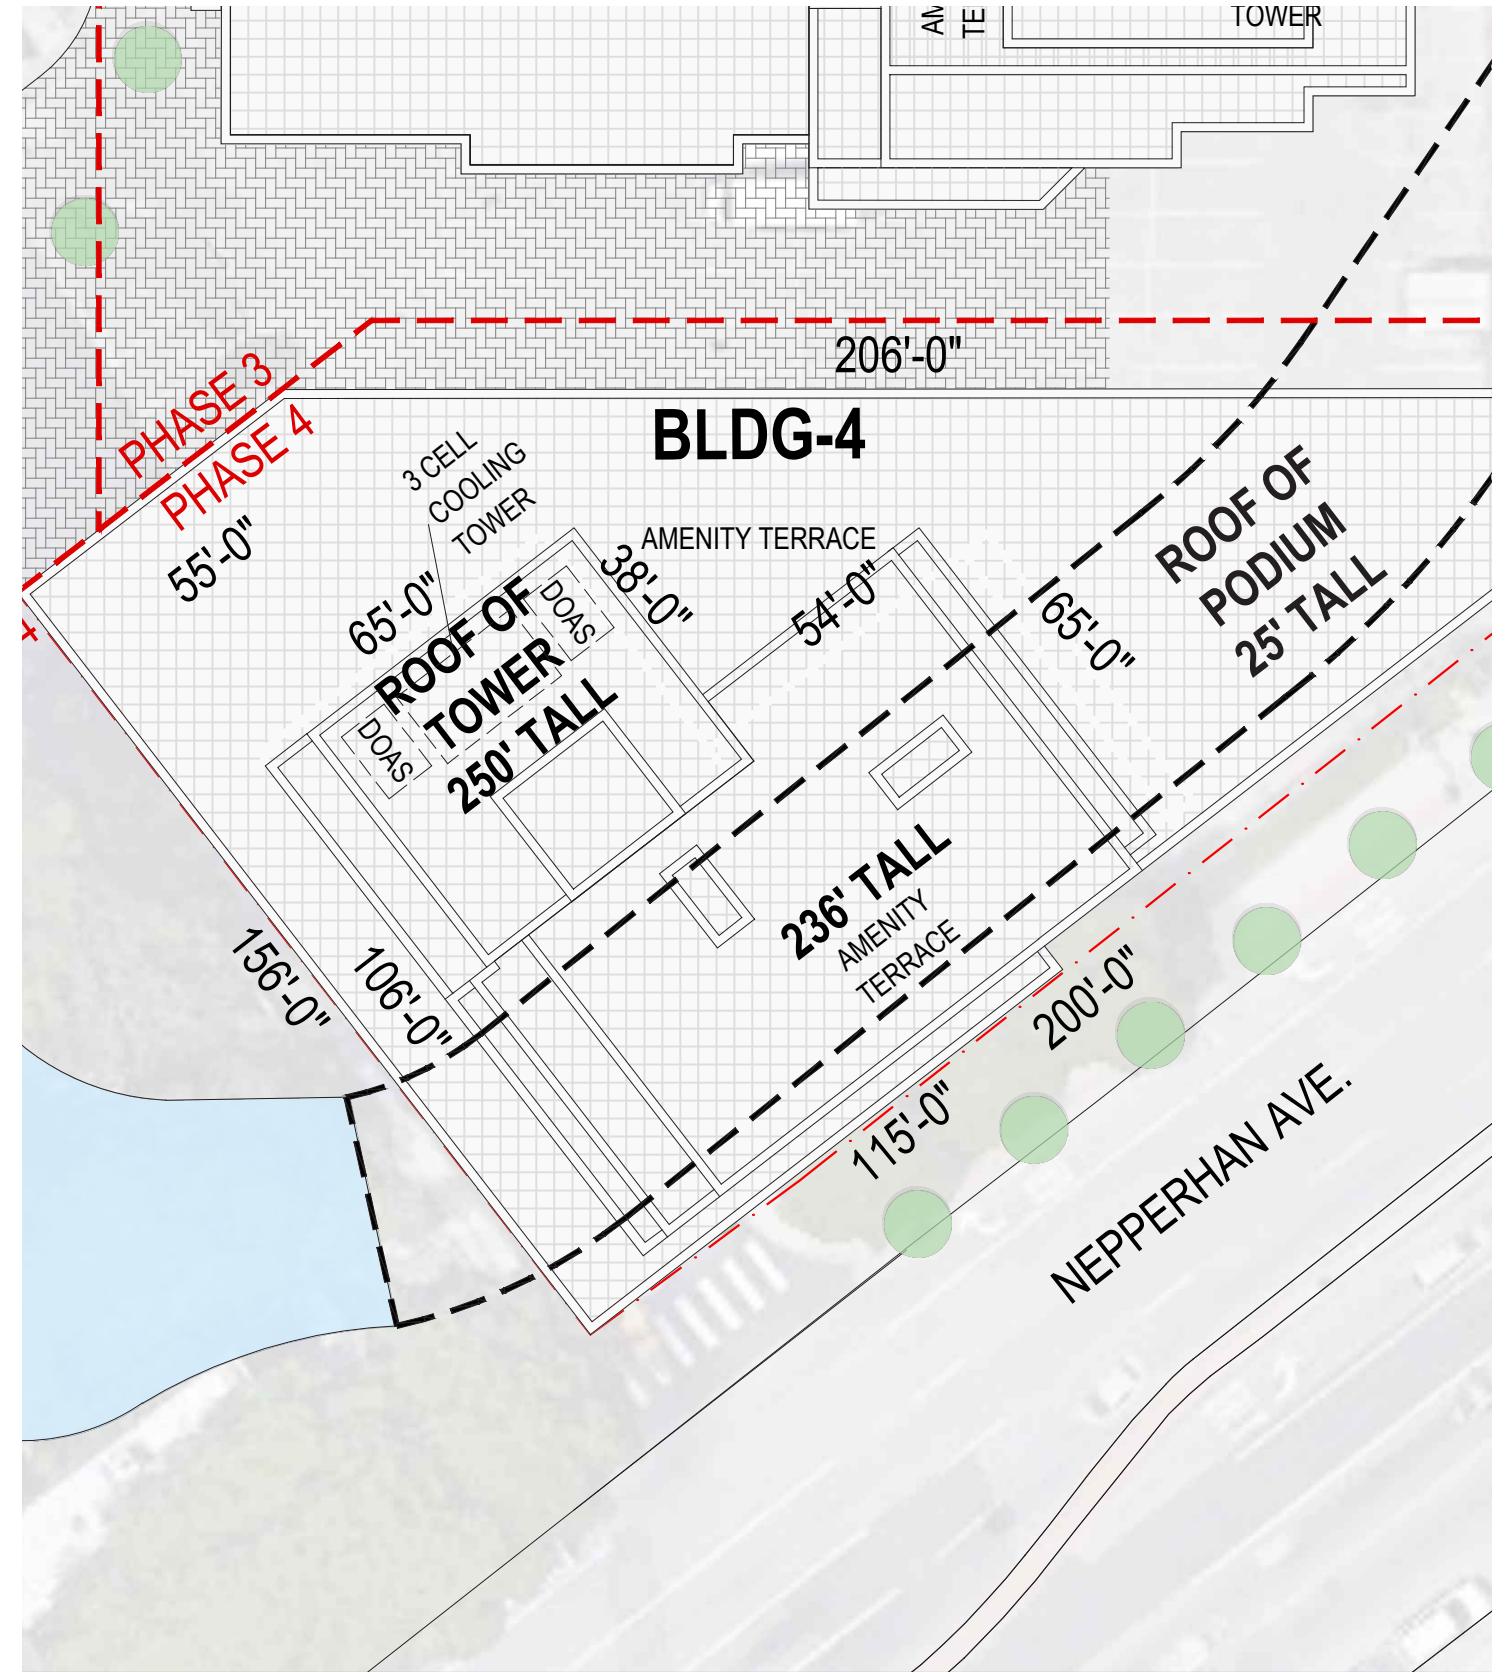 TOWER
206'-0"
PHASE 3
PHASE 4
BLDG-4
3 CELL
COOLING
TOWER
55'-0"
AMENITY TERRACE
65'-0"
38'-0"
54'-0"
65'-0"
DOAS
DOAS
ROOF OF
TOWER
250' TALL
ROOF OF
PODIUM
25' TALL
236' TALL
AMENITY
TERRACE
156'-0"
106'-0"
200'-0"
115'-0"
NEPPERHAN AVE.